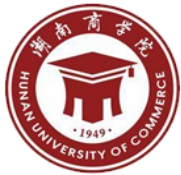 湖南商学院
·1949·
HUNAN UNIVERSITY OF COMMERCE